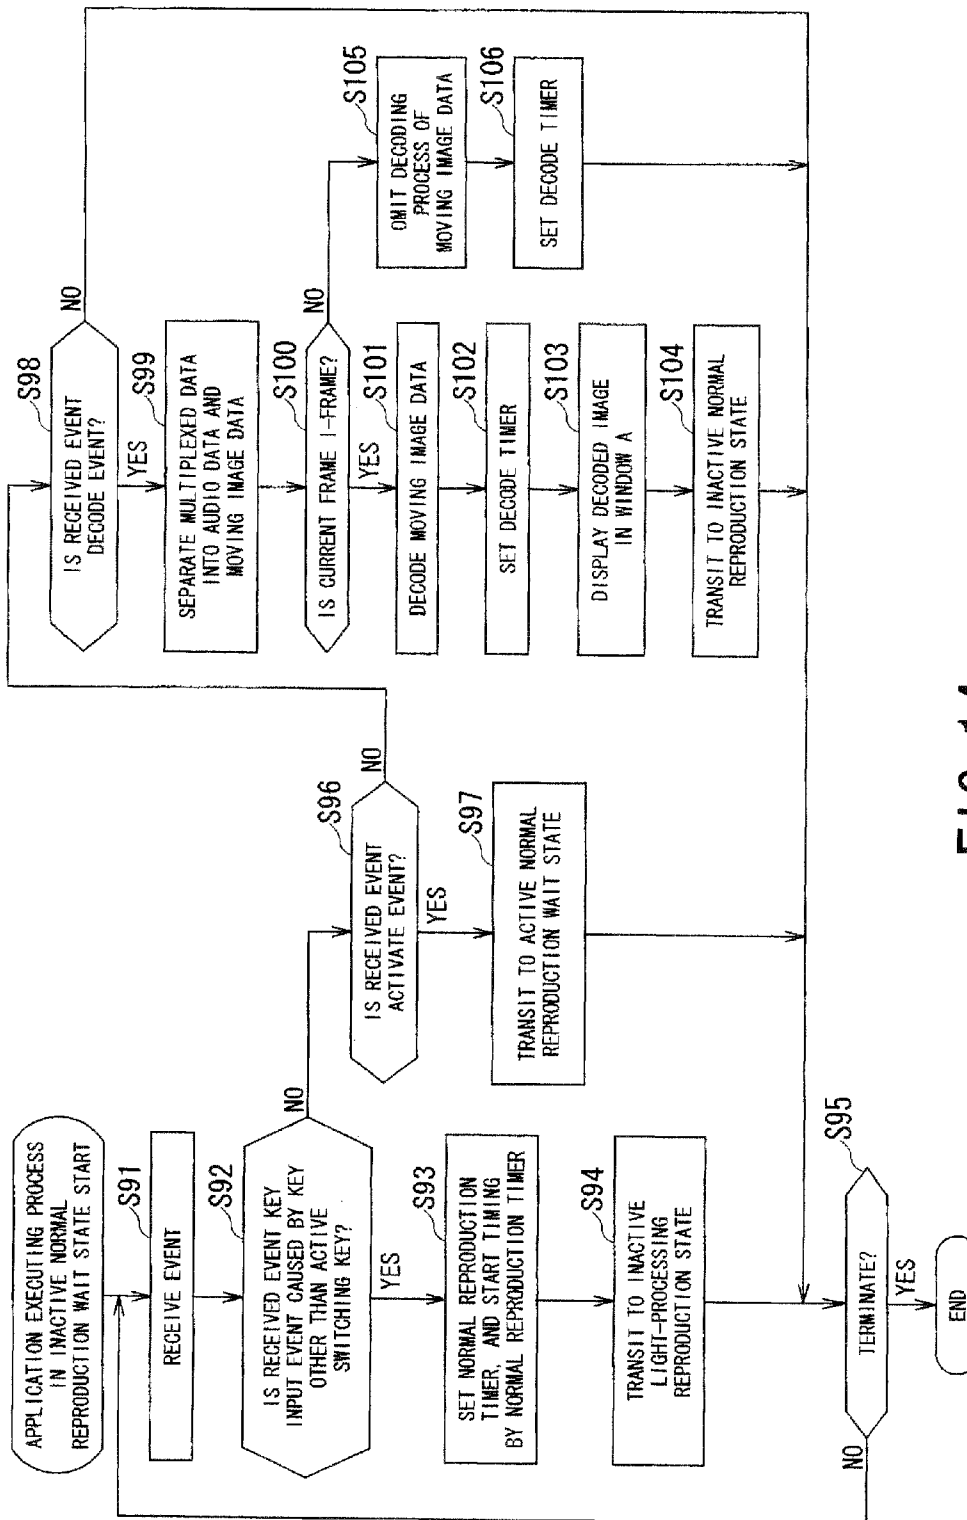 APPLICATION EXECUTING PROCESS
IN INACTIVE NORMAL
REPRODUCTION WAIT STATE START
S91
RECEIVE EVENT
S92
IS RECEIVED EVENT KEY
INPUT EVENT CAUSED BY KEY
OTHER THAN ACTIVE
SWITCHING KEY?
NO
YES
S93
SET NORMAL REPRODUCTION
TIMER, AND START TIMING
BY NORMAL REPRODUCTION TIMER
S94
TRANSIT TO INACTIVE
LIGHT-PROCESSING
REPRODUCTION STATE
S95
TERMINATE?
NO
YES
END
S96
IS RECEIVED EVENT
ACTIVATE EVENT?
NO
YES
S97
TRANSIT TO ACTIVE NORMAL
REPRODUCTION WAIT STATE
S98
IS RECEIVED EVENT
DECODE EVENT?
NO
YES
S99
SEPARATE MULTIPLEXED DATA
INTO AUDIO DATA AND
MOVING IMAGE DATA
S100
IS CURRENT FRAME I-FRAME?
NO
YES
S101
DECODE MOVING IMAGE DATA
S102
SET DECODE TIMER
S103
DISPLAY DECODED IMAGE
IN WINDOW A
S104
TRANSIT TO INACTIVE NORMAL
REPRODUCTION STATE
S105
OMIT DECODING
PROCESS OF
MOVING IMAGE DATA
S106
SET DECODE TIMER